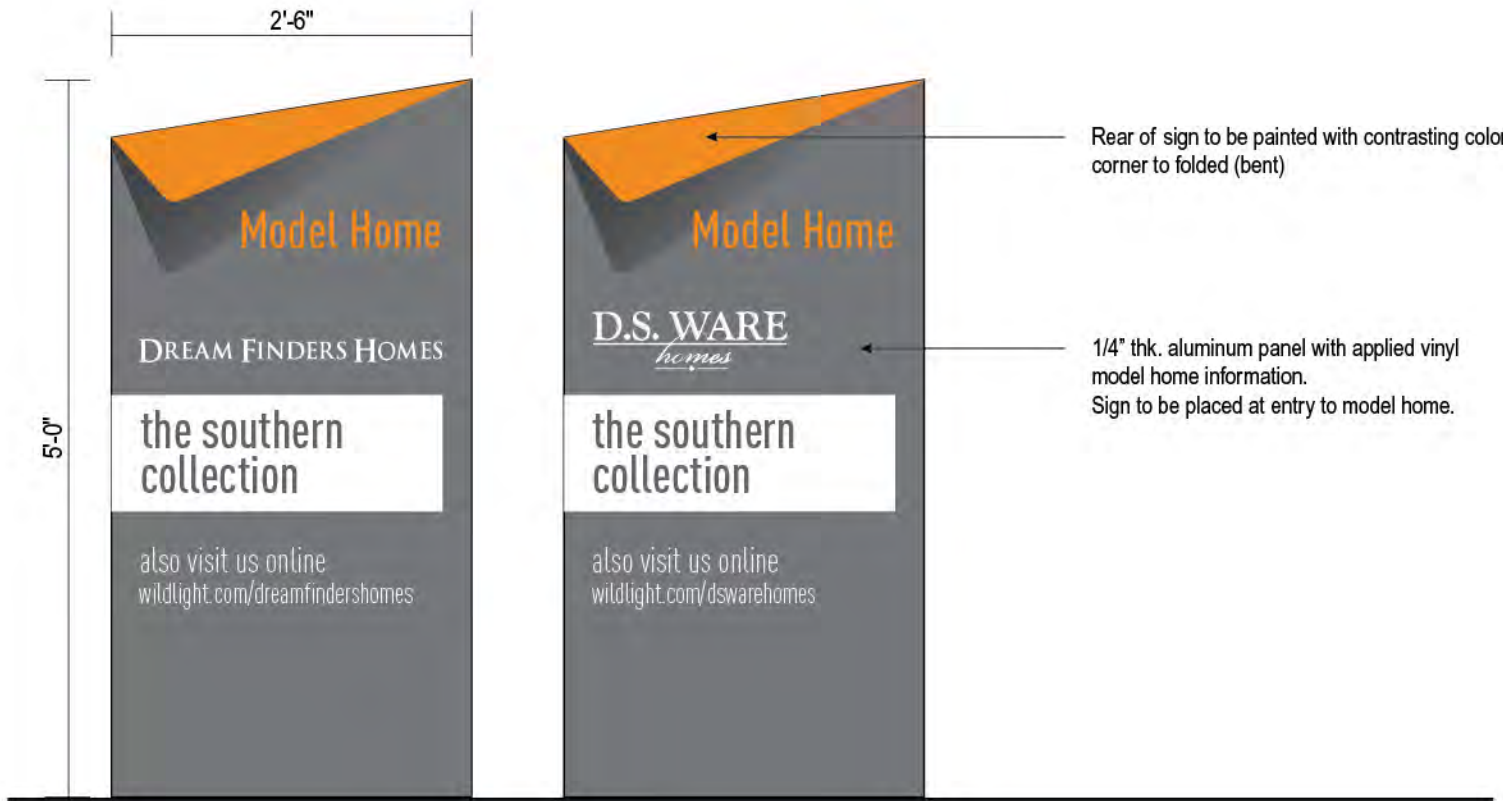 2'-6"
5'-0"
Model Home
DREAM FINDERS HOMES
the southern
collection
also visit us online
wildlight.com/dreamfindershomes
Model Home
D.S. WARE
homes
the southern
collection
also visit us online
wildlight.com/dswarehomes
Rear of sign to be painted with contrasting color
corner to folded (bent)
1/4" thk. aluminum panel with applied vinyl
model home information.
Sign to be placed at entry to model home.